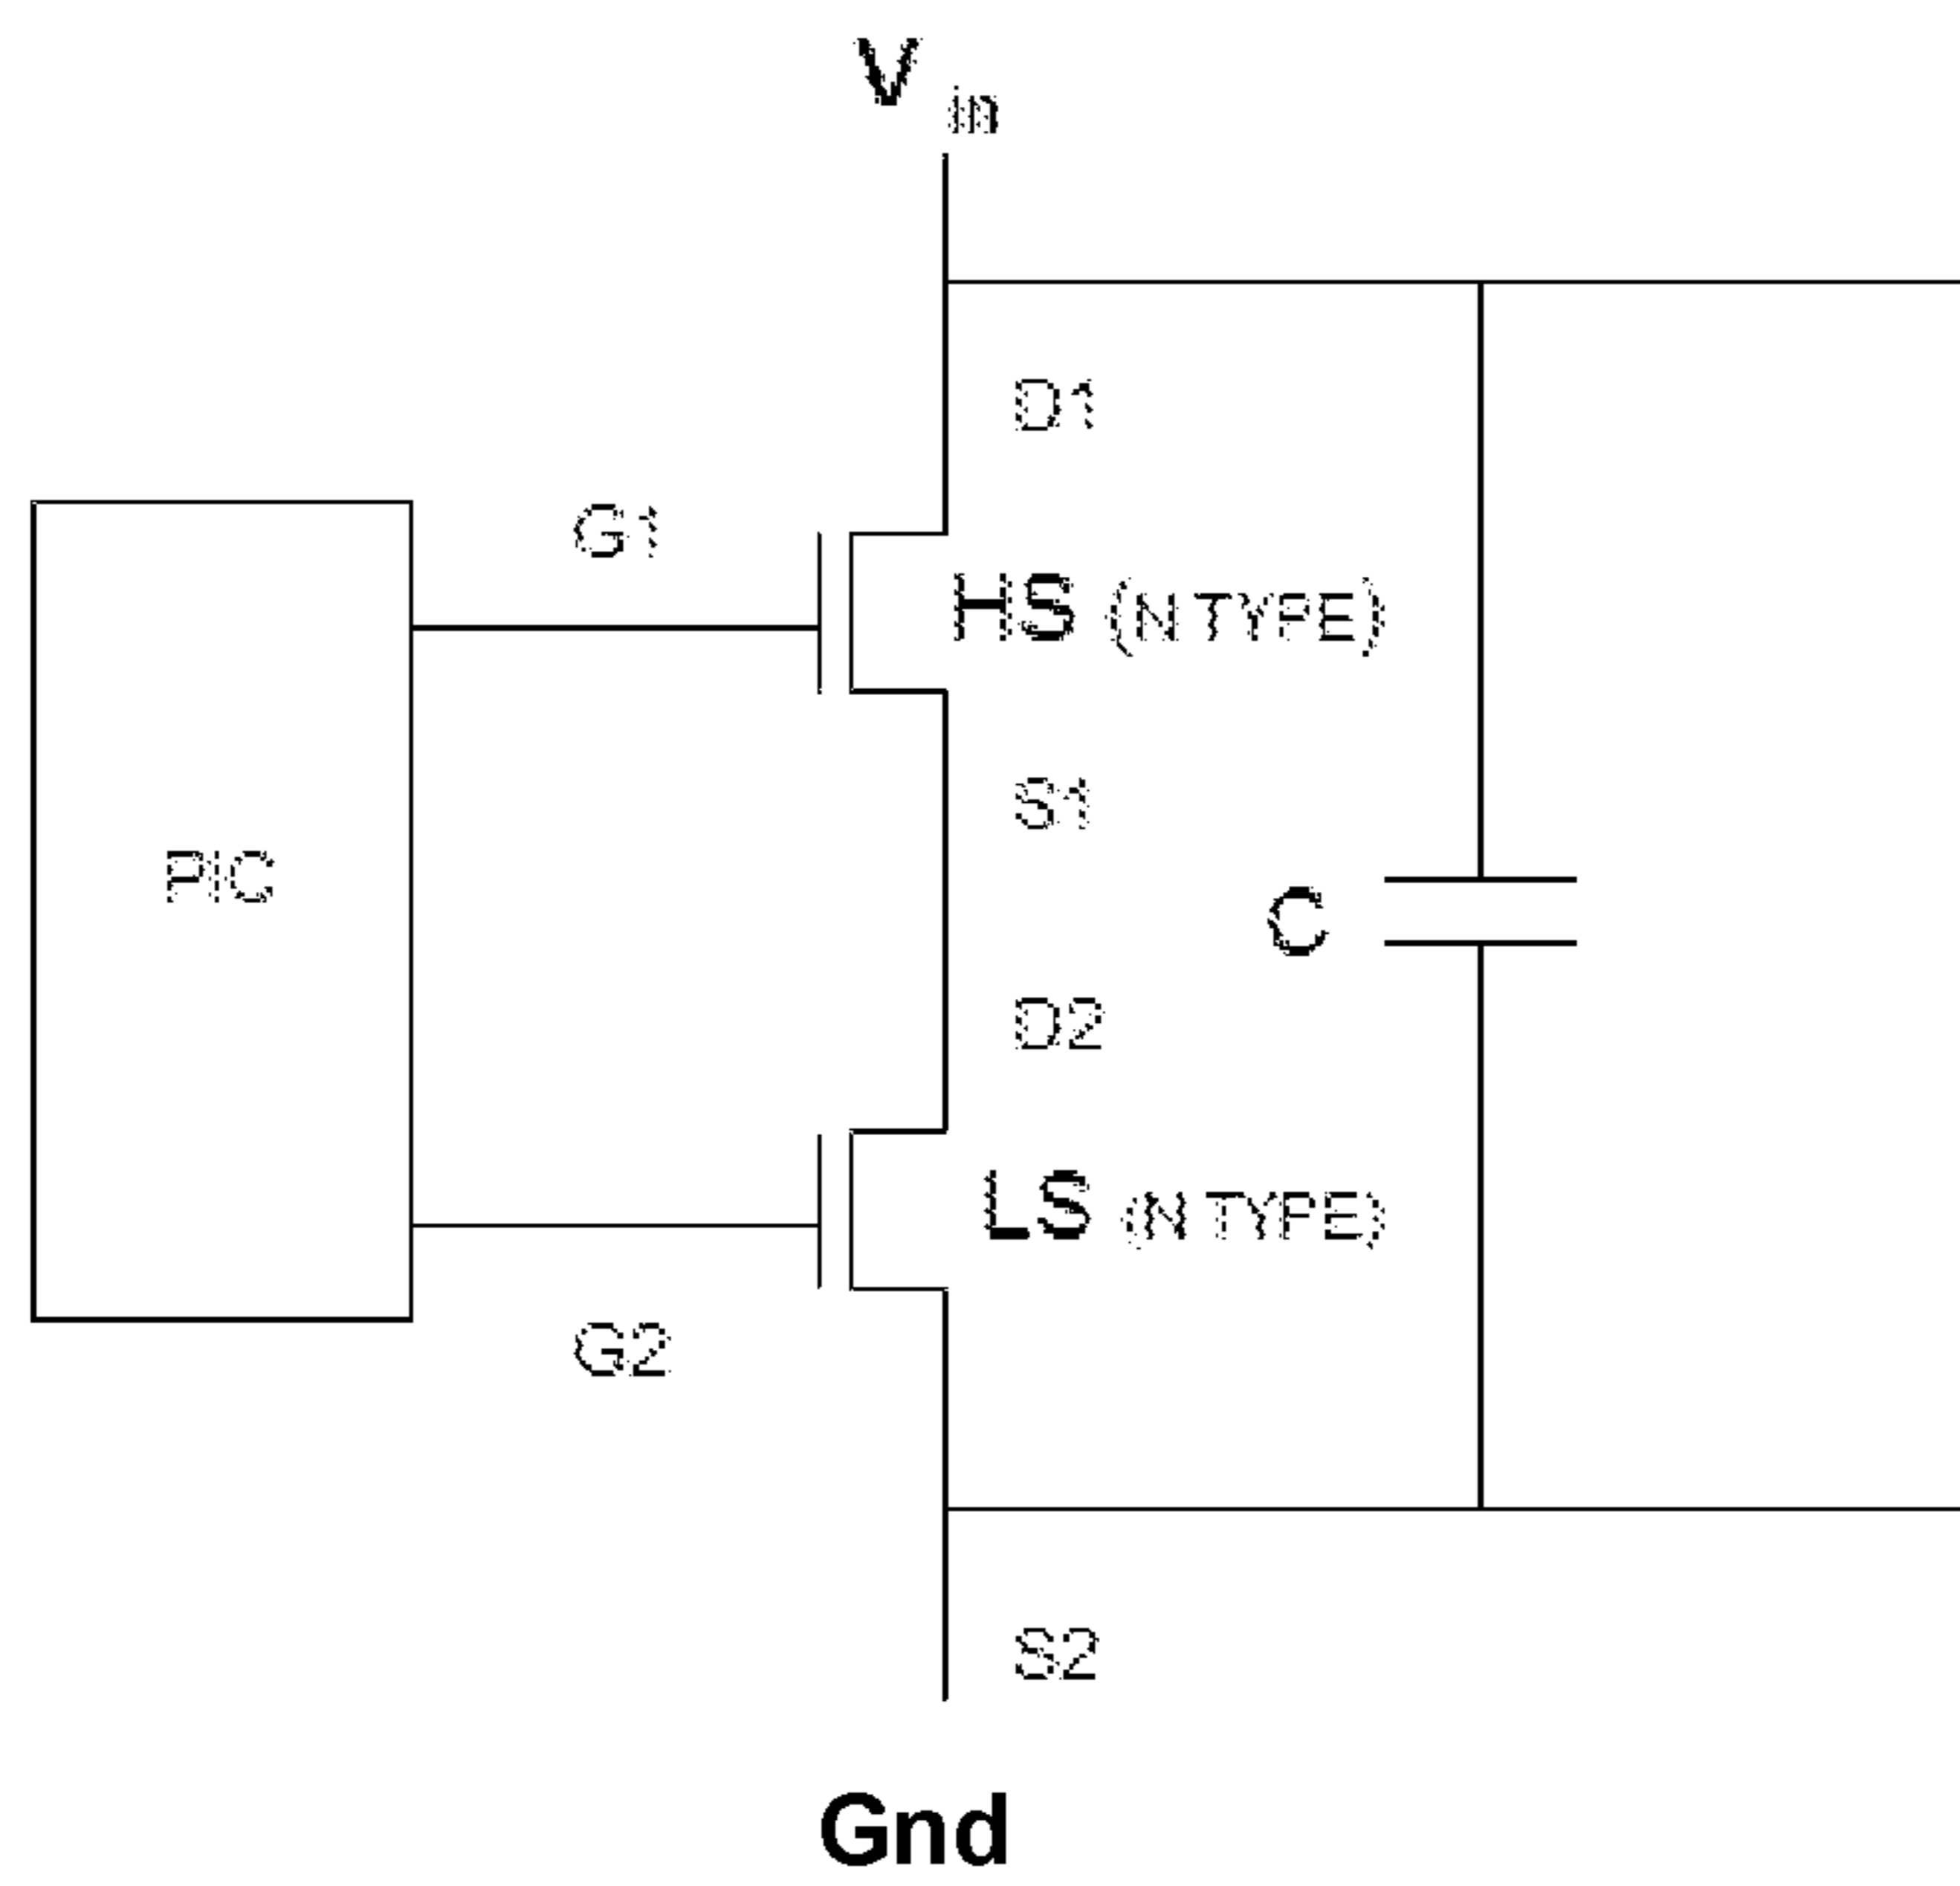 V in
D1
G1
HS (N TYPE)
S1
PIC
C
D2
LS (N TYPE)
G2
S2
Gnd